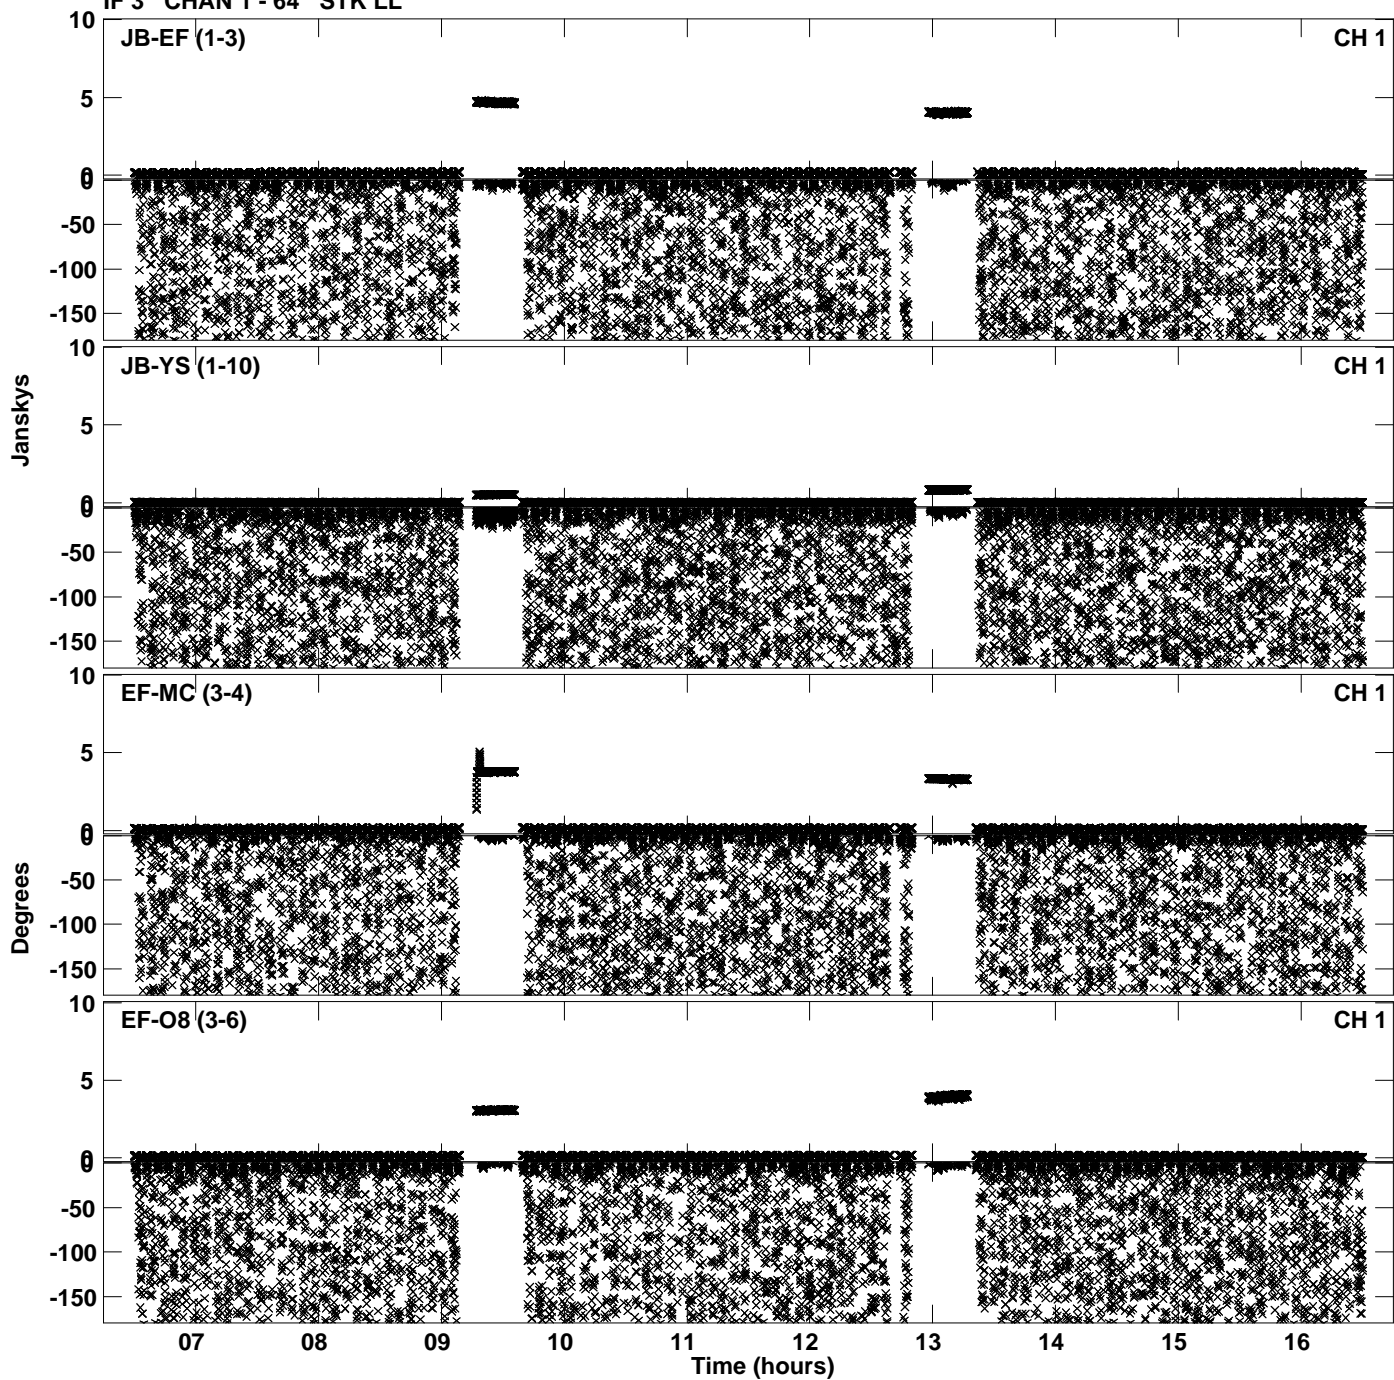 IF 3 CHAN 1 - 64 STK LL
10
JB-EF (1-3)
CH 1
5
0
0
-50
-100
-150
10
JB-YS (1-10)
CH 1
5
0
0
-50
-100
-150
Janskys
10
EF-MC (3-4)
CH 1
5
0
0
-50
-100
-150
Degrees
10
EF-O8 (3-6)
CH 1
5
0
0
-50
-100
-150
07 08 09 10 11 12 13 14 15 16
Time (hours)